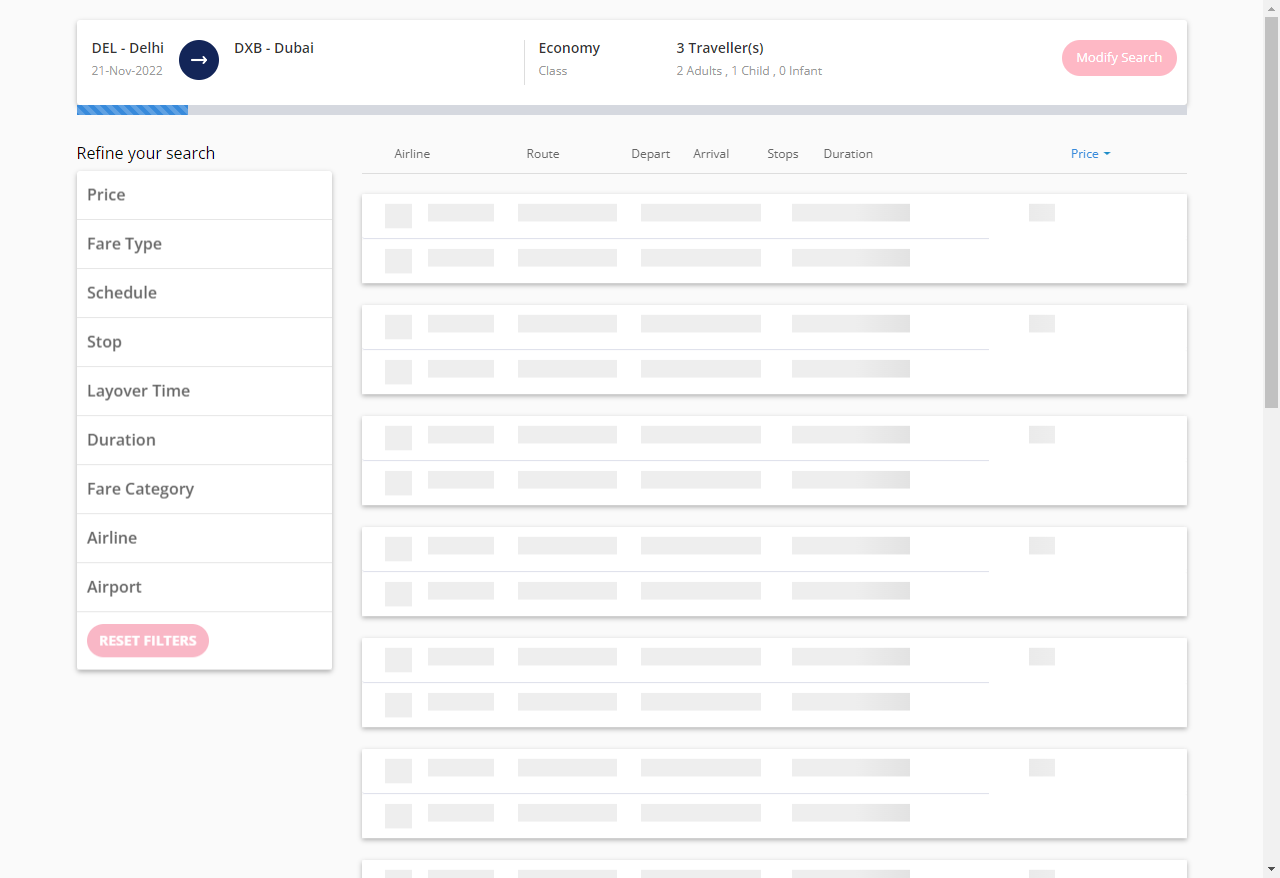 DEL - Delhi
21-Nov-2022
DXB - Dubai
Economy
Class
3 Traveller(s)
2 Adults , 1 Child , 0 Infant
Modify Search
Refine your search
Price
Fare Type
Schedule
Stop
Layover Time
Duration
Fare Category
Airline
Airport
RESET FILTERS
Airline Route Depart Arrival Stops Duration Price